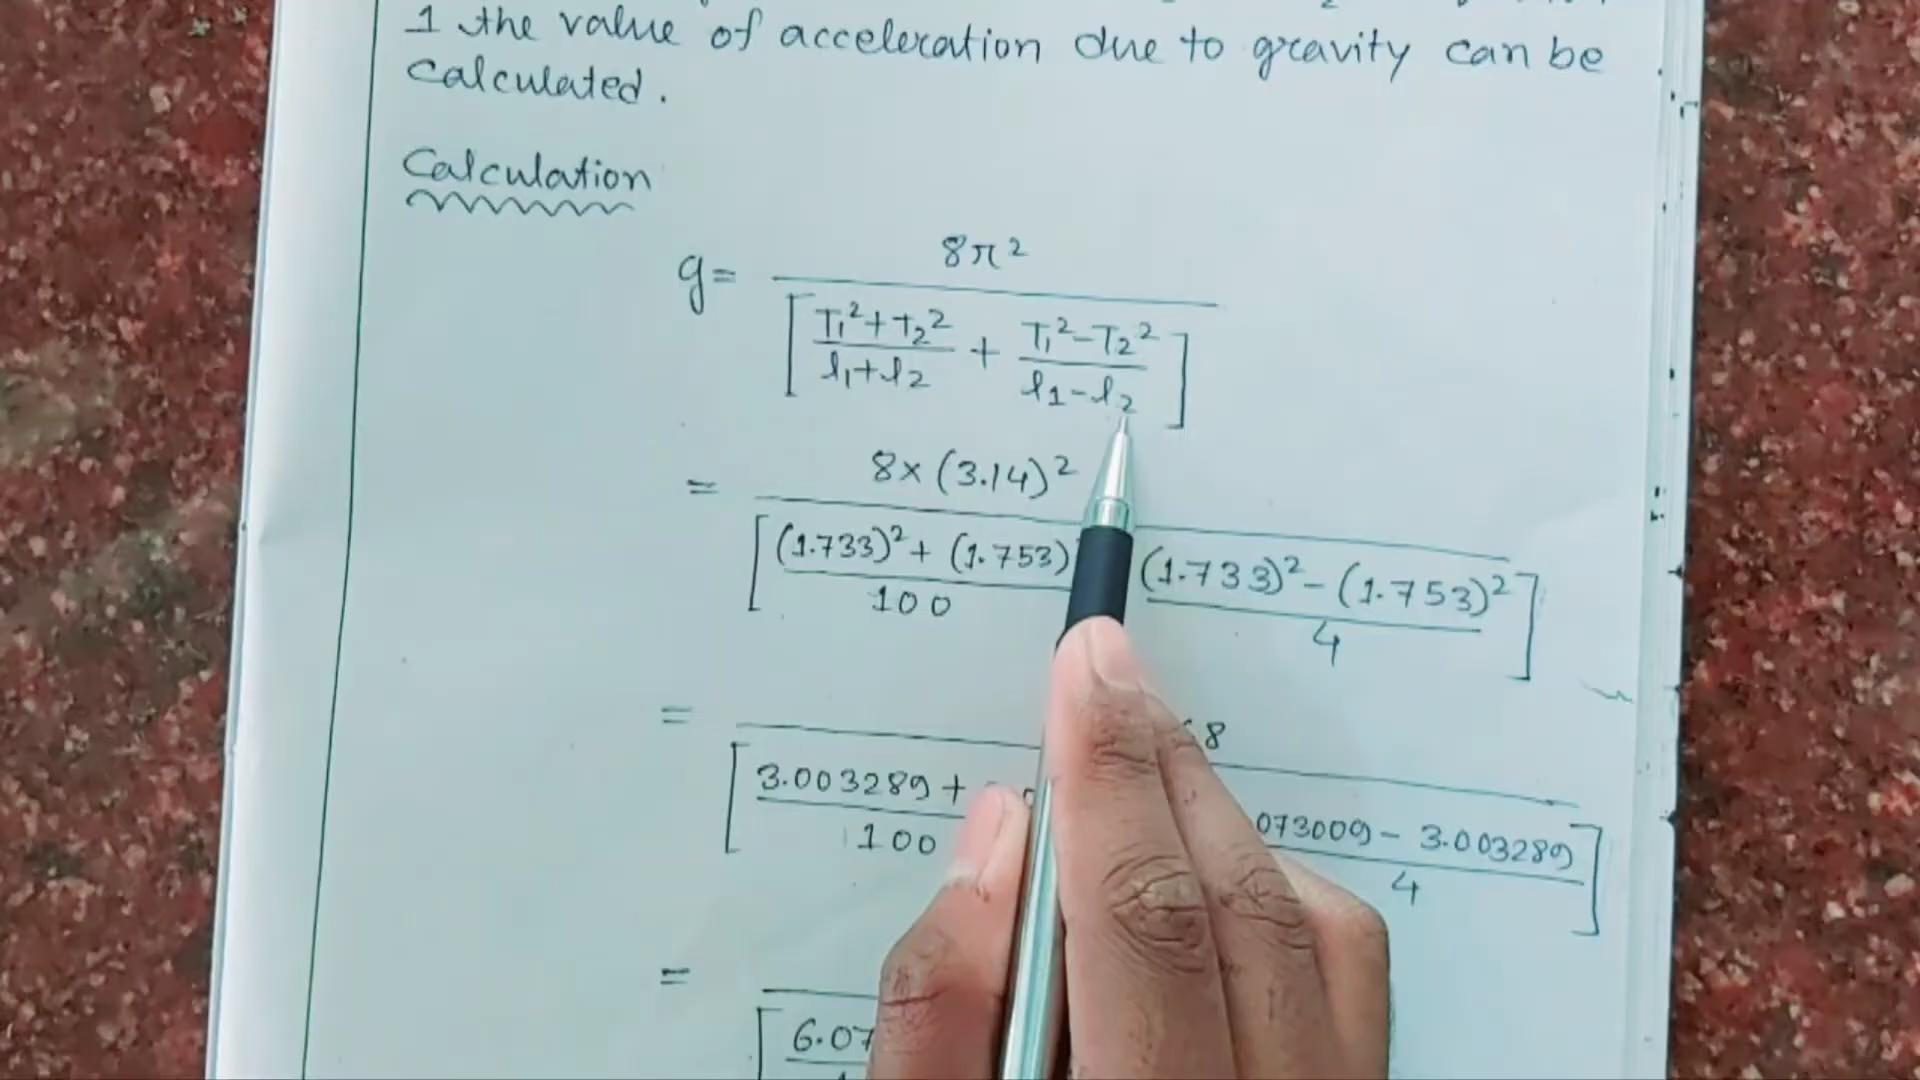 1 the value of acceleration due to gravity can be
calculated.
Calculation
g = 8π²
[ T₁²+T₂² / l₁+l₂ + T₁²-T₂² / l₁-l₂ ]
= 8×(3.14)²
[ (1.733)² + (1.753) / 100 (1.733)² - (1.753)² / 4 ]
= 8
[ 3.003289 + / 100 073009 - 3.003289 / 4 ]
=
[ 6.07